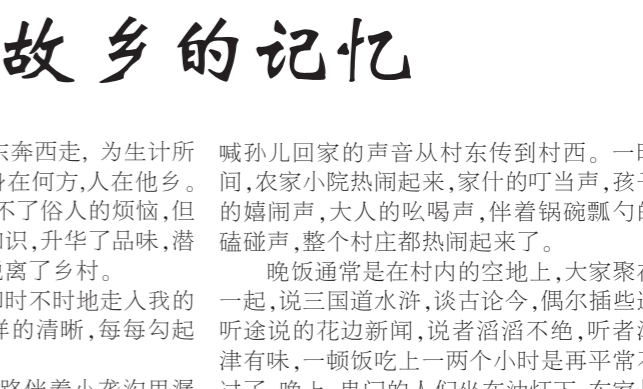 故乡的记忆
东奔西走, 为生计所
身在何方,人在他乡。
不了俗人的烦恼,但
识,升华了品味,潜
离了乡村。
时不时地走入我的
样的清晰,每每勾起
喊孙儿回家的声音从村东传到村西。一时
间,农家小院热闹起来,家什的叮当声,孩子
的嬉闹声,大人的吆喝声,伴着锅碗瓢勺的
磕碰声,整个村庄都热闹起来了。
晚饭通常是在村内的空地上,大家聚在
一起,说三国道水浒,谈古论今,偶尔插些道
听途说的花边新闻,说者滔滔不绝,听者津
津有味,一顿饭吃上一两个小时是再平常不